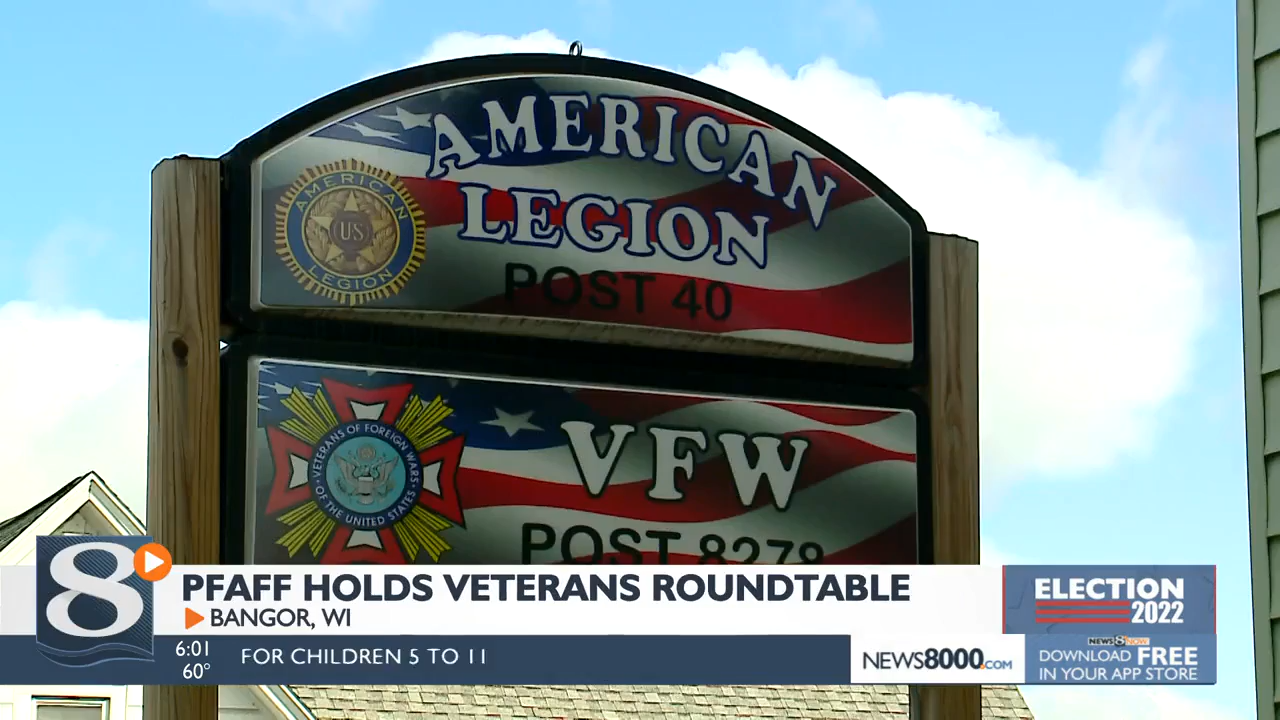 AMERICAN
LEGION
POST 40
AMERICAN
US
LEGION
VFW
POST 8279
VETERANS OF FOREIGN WARS
OF THE UNITED STATES
8
PFAFF HOLDS VETERANS ROUNDTABLE
BANGOR, WI
ELECTION
2022
6:01
60°
FOR CHILDREN 5 TO 11
NEWS8000.COM
NEWS8NOW
DOWNLOAD FREE
IN YOUR APP STORE